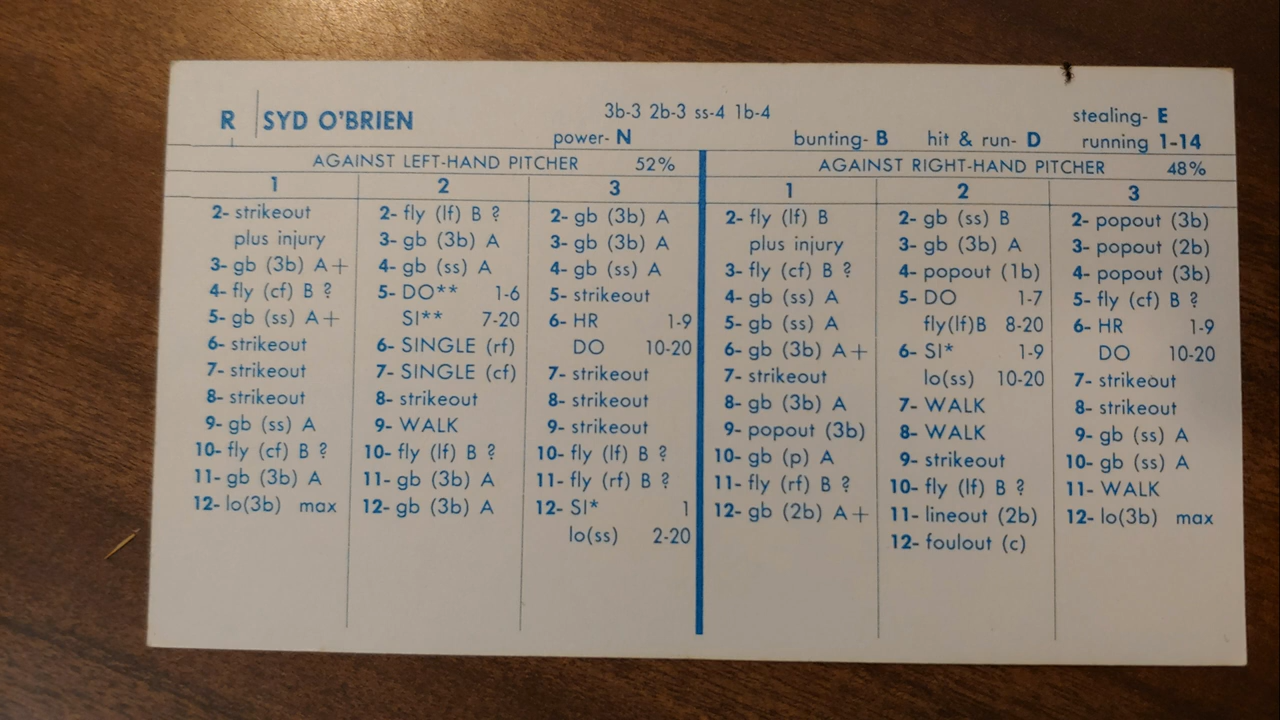 R SYD O'BRIEN
3b-3 2b-3 ss-4 1b-4
stealing- E
power- N bunting- B hit & run- D running 1-14
AGAINST LEFT-HAND PITCHER 52%
1 2 3
2- strikeout
plus injury
3- gb (3b) A+
4- fly (cf) B ?
5- gb (ss) A+
6- strikeout
7- strikeout
8- strikeout
9- gb (ss) A
10- fly (cf) B ?
11- gb (3b) A
12- lo(3b) max
2- fly (lf) B ?
3- gb (3b) A
4- gb (ss) A
5- DO** 1-6
SI** 7-20
6- SINGLE (rf)
7- SINGLE (cf)
8- strikeout
9- WALK
10- fly (lf) B ?
11- gb (3b) A
12- gb (3b) A
2- gb (3b) A
3- gb (3b) A
4- gb (ss) A
5- strikeout
6- HR 1-9
DO 10-20
7- strikeout
8- strikeout
9- strikeout
10- fly (lf) B ?
11- fly (rf) B ?
12- SI* 1
lo(ss) 2-20
AGAINST RIGHT-HAND PITCHER 48%
1 2 3
2- fly (lf) B
plus injury
3- fly (cf) B ?
4- gb (ss) A
5- gb (ss) A
6- gb (3b) A+
7- strikeout
8- gb (3b) A
9- popout (3b)
10- gb (p) A
11- fly (rf) B ?
12- gb (2b) A+
2- gb (ss) B
3- gb (3b) A
4- popout (1b)
5- DO 1-7
fly(lf)B 8-20
6- SI* 1-9
lo(ss) 10-20
7- WALK
8- WALK
9- strikeout
10- fly (lf) B ?
11- lineout (2b)
12- foulout (c)
2- popout (3b)
3- popout (2b)
4- popout (3b)
5- fly (cf) B ?
6- HR 1-9
DO 10-20
7- strikeout
8- strikeout
9- gb (ss) A
10- gb (ss) A
11- WALK
12- lo(3b) max